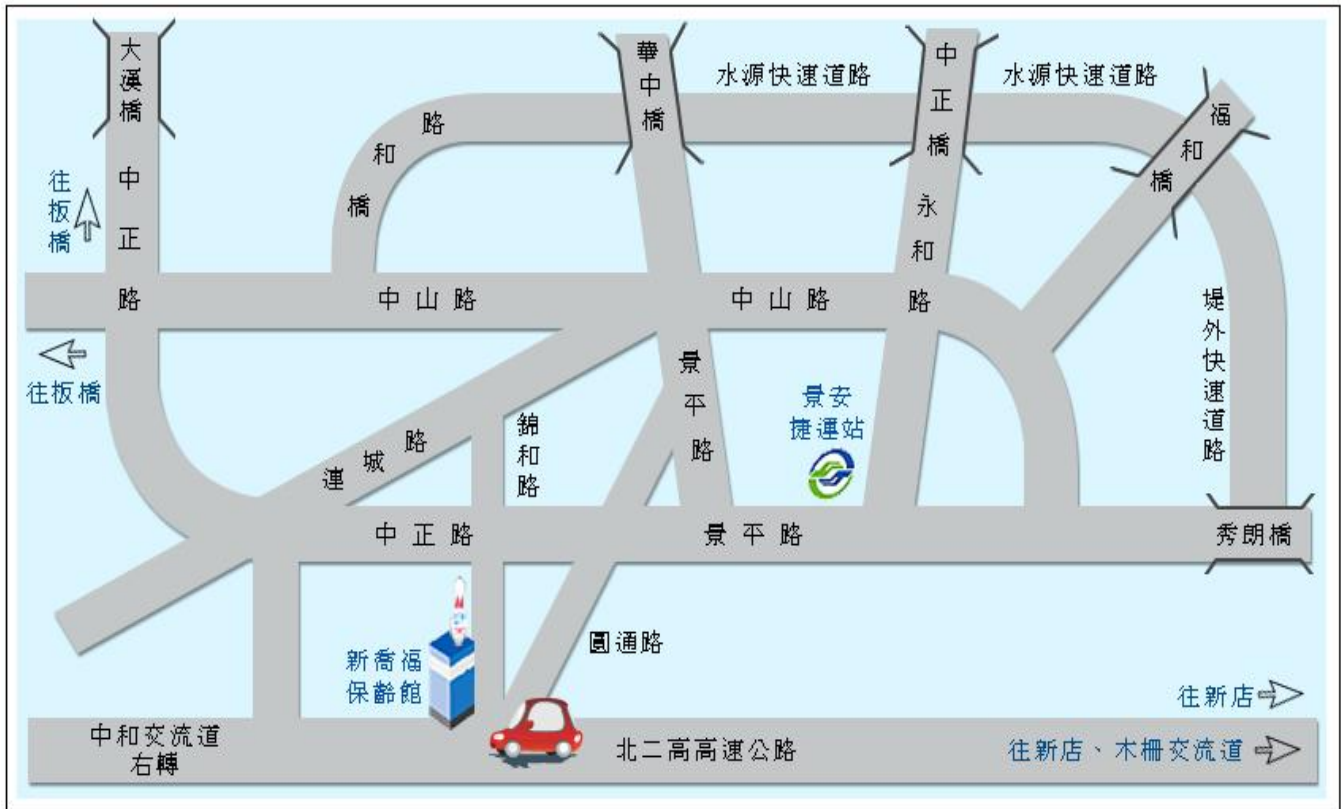 大漢橋
華中橋
水源快速道路
中正橋
水源快速道路
福和橋
橋和路
往板橋
中正路
永和路
中山路
中山路
堤外快速道路
往板橋
景平路
景安
捷運站
錦和路
連城路
中正路
景平路
秀朗橋
圓通路
新喬福
保齡館
往新店
中和交流道
右轉
北二高高速公路
往新店、木柵交流道